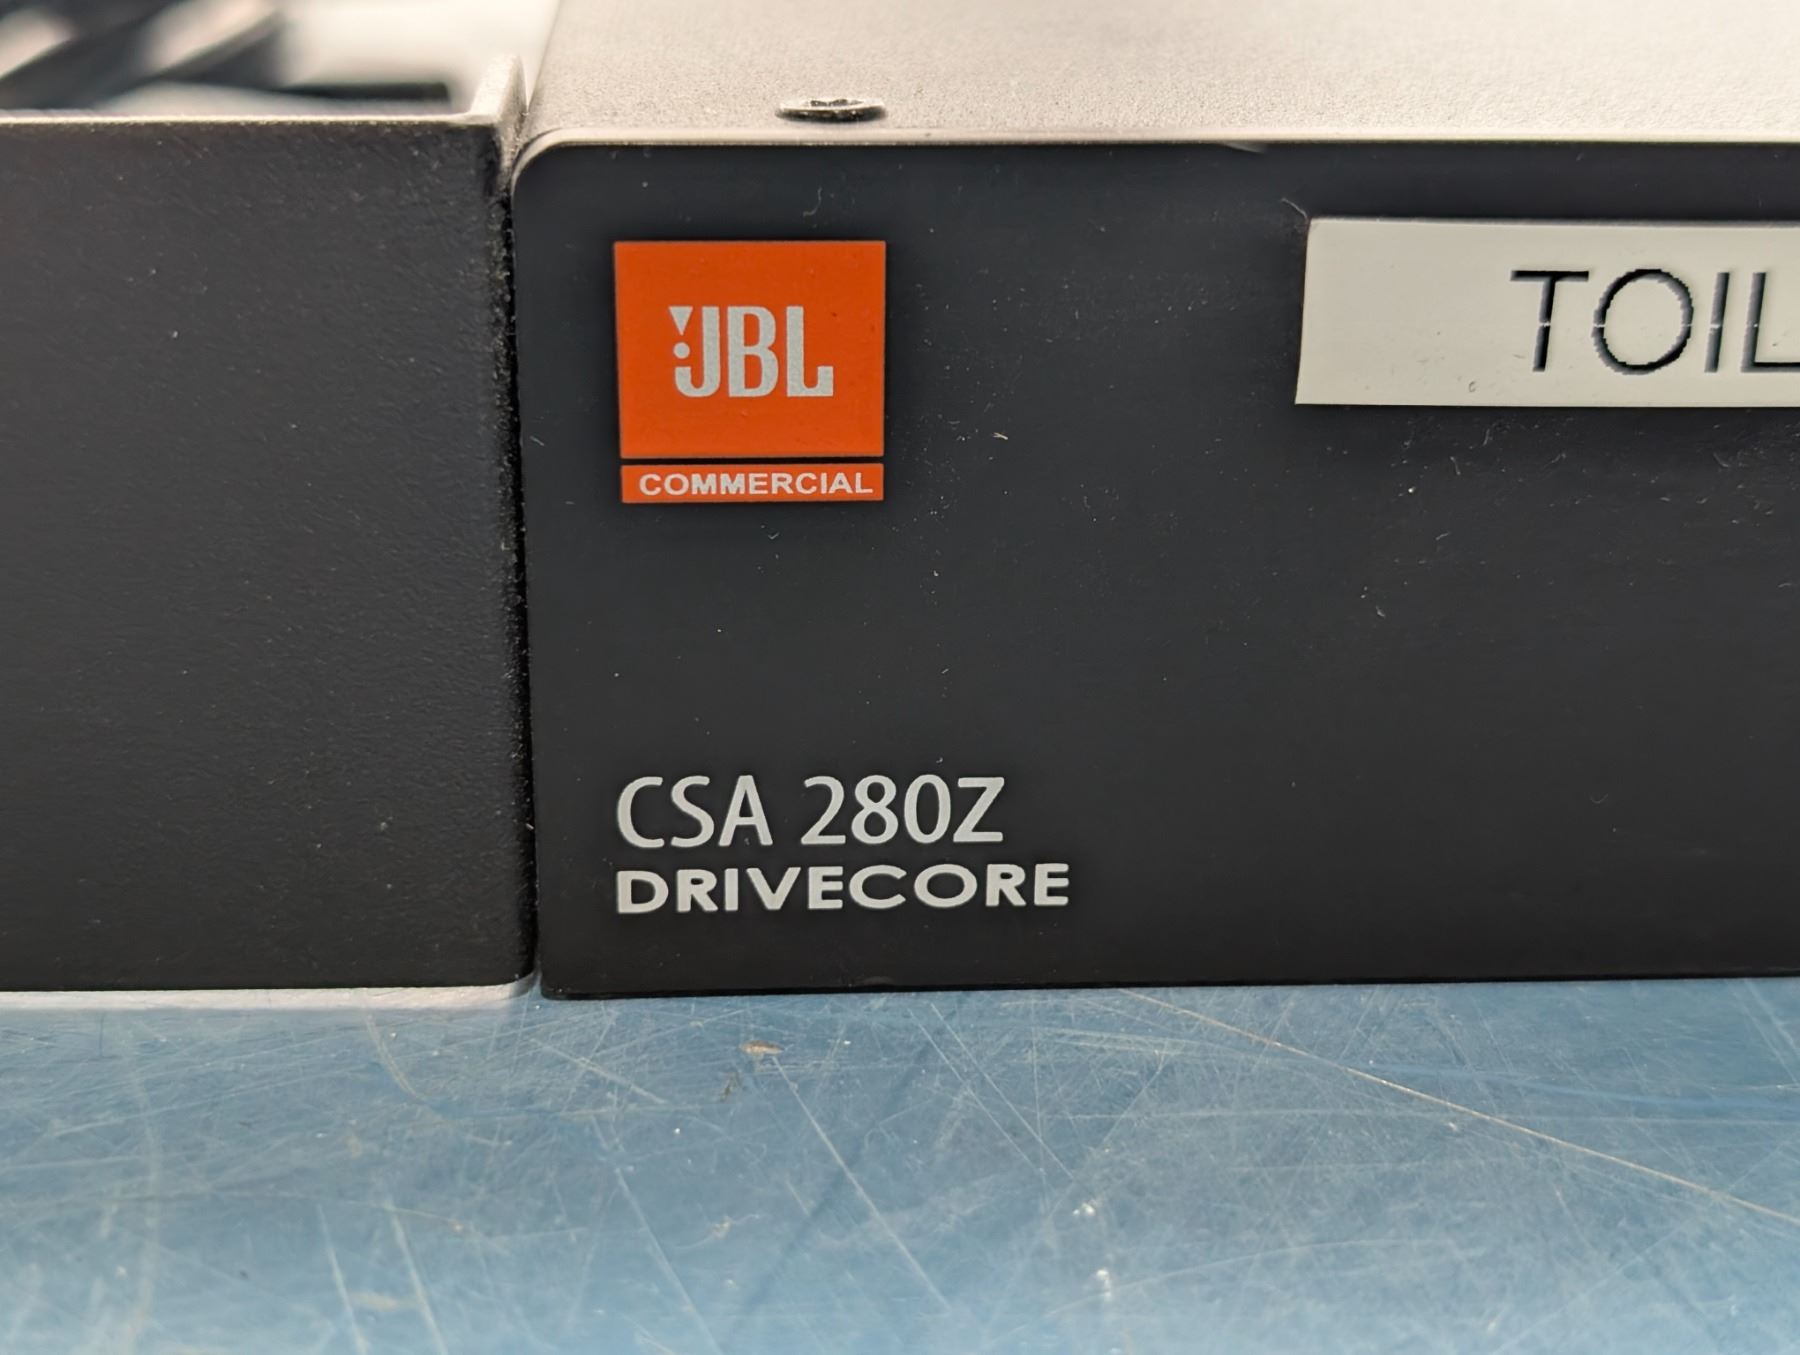 JBL
COMMERCIAL
TOIL
CSA 280Z
DRIVECORE